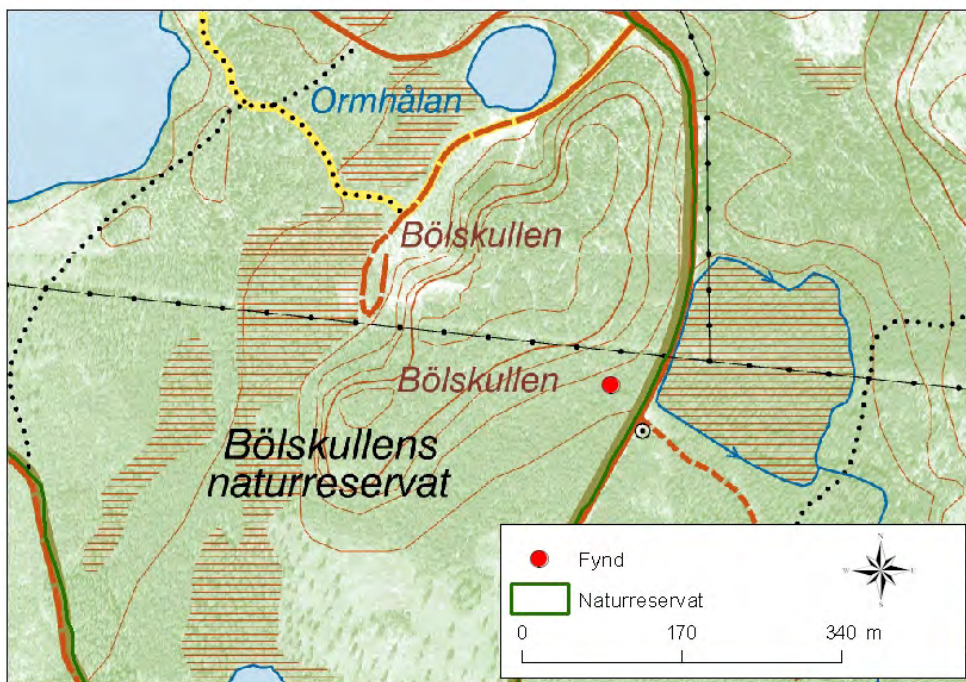 Ormhålan
Bölskullen
Bölskullen
Bölskullens
naturreservat
Fynd
Naturreservat
0 170 340 m
N
W E
S